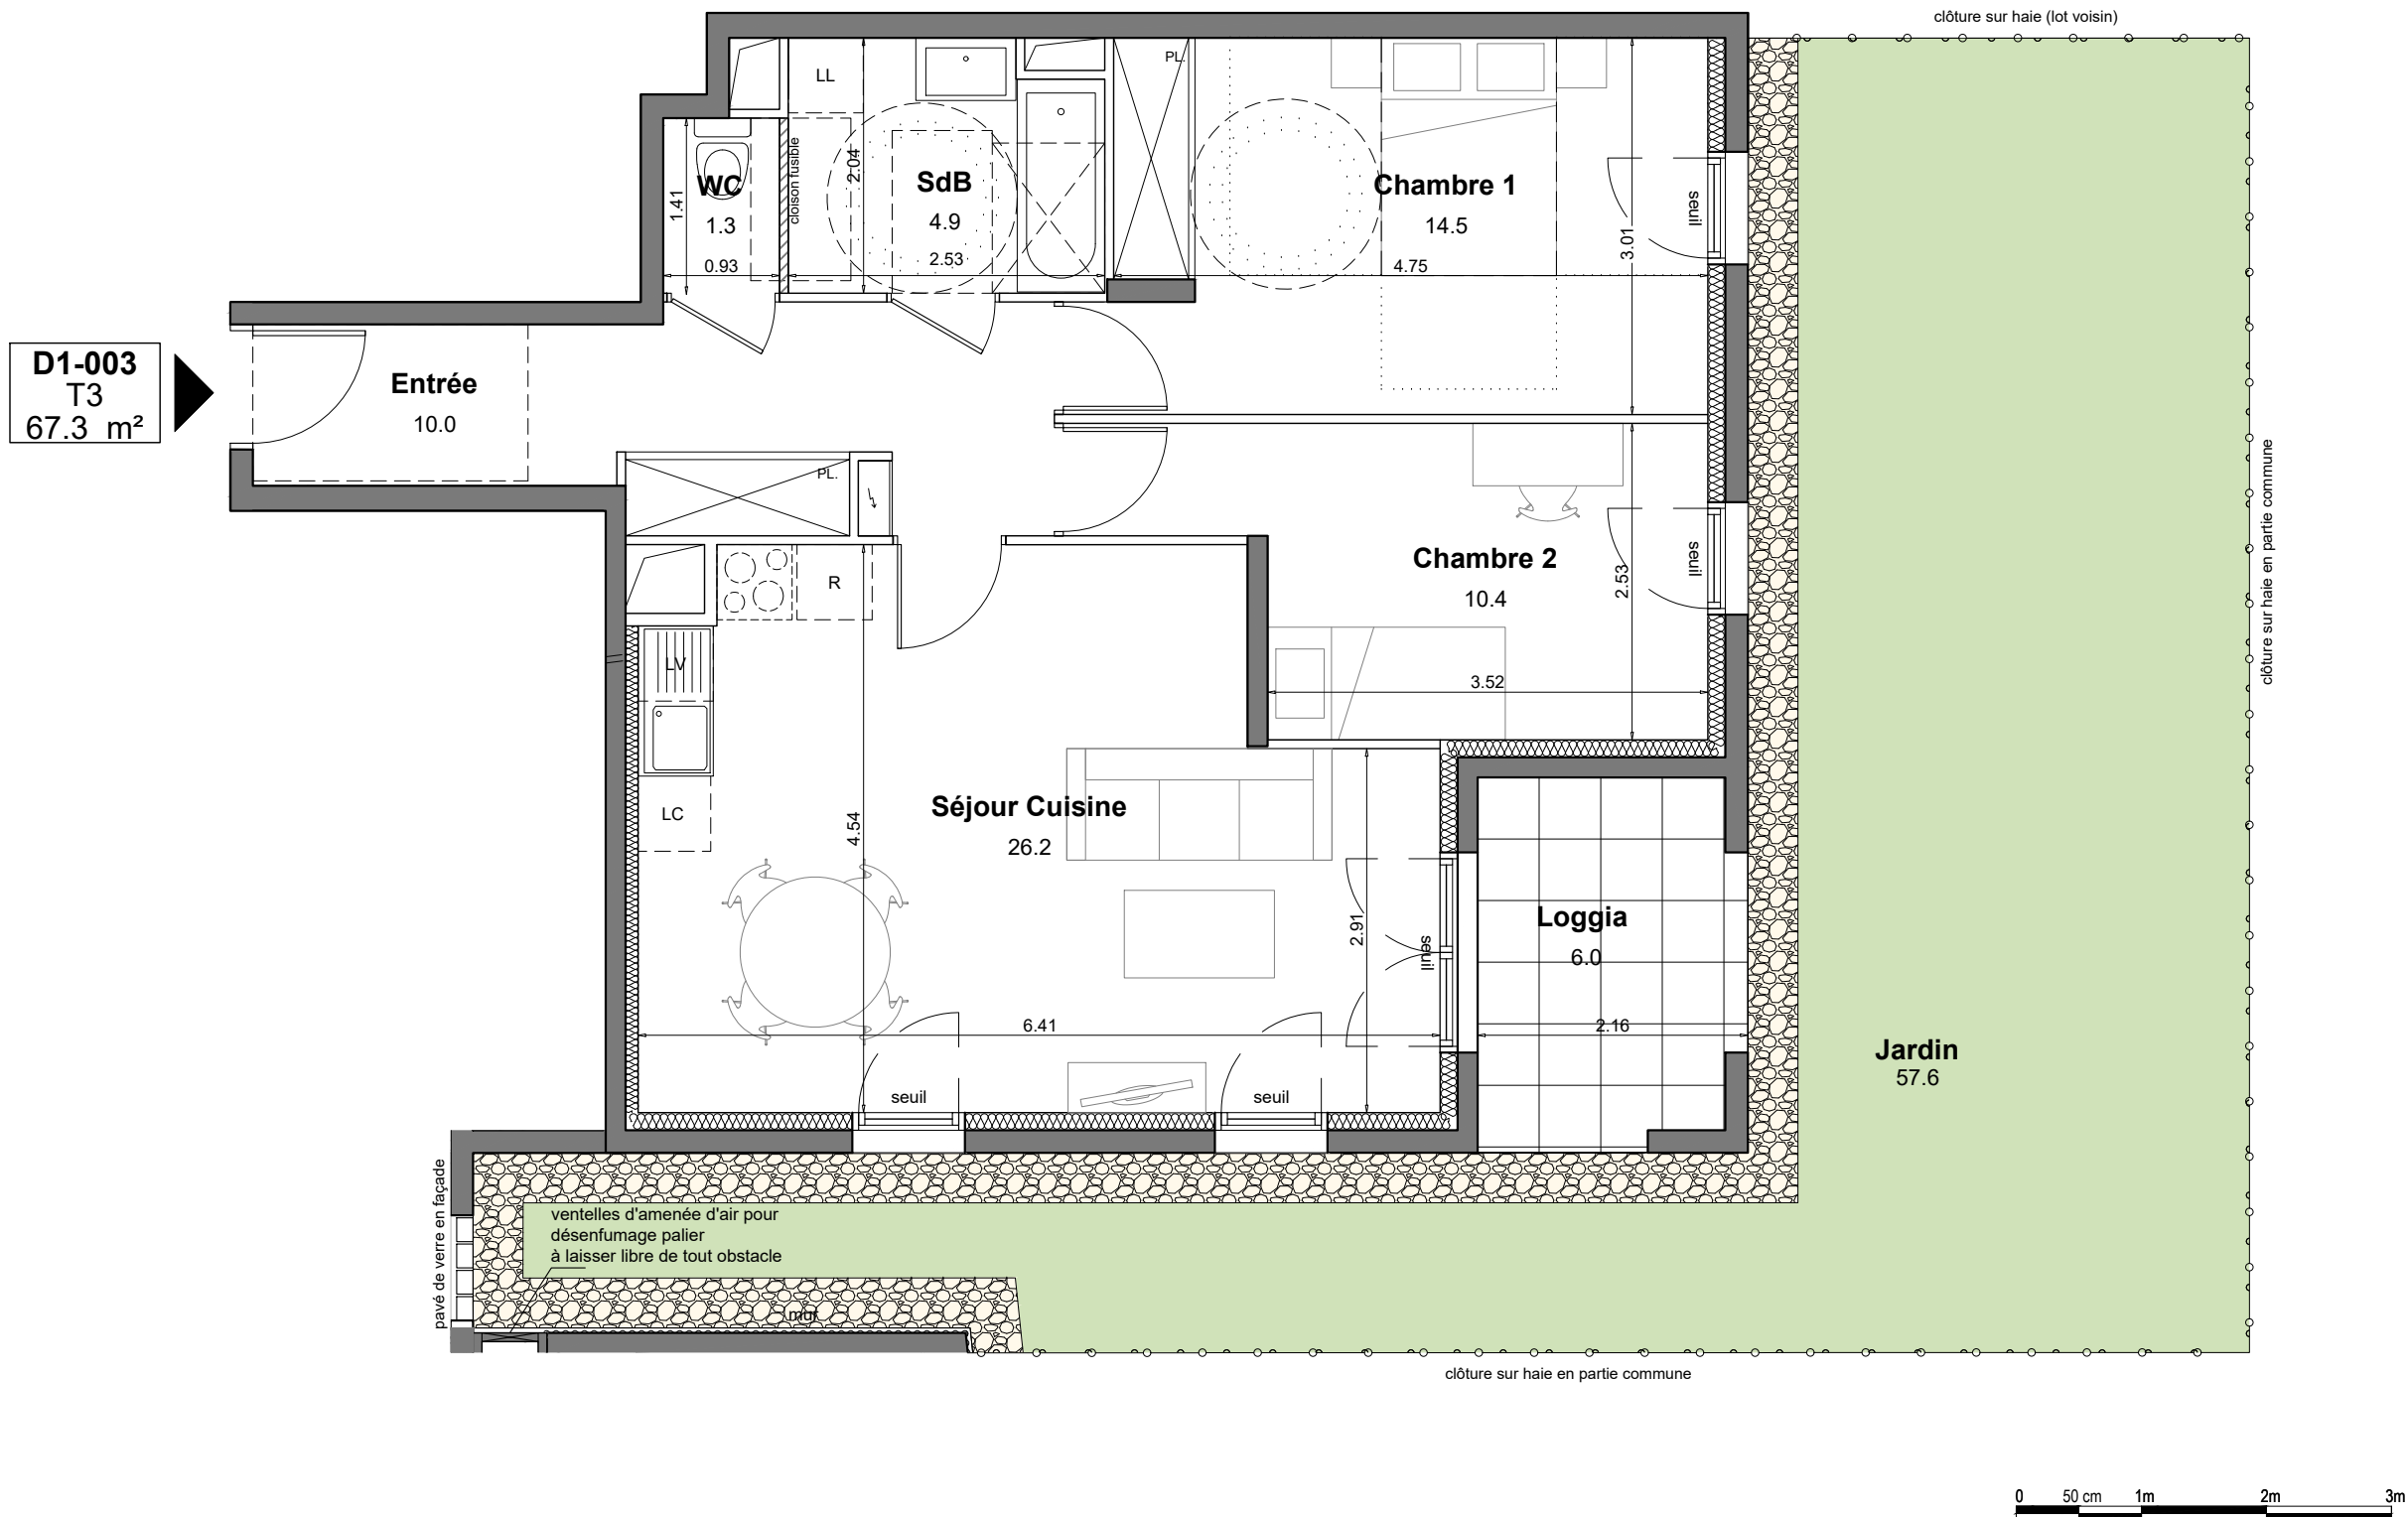 clôture sur haie (lot voisin)
LL
PL.
WC
1.3
1.41
0.93
cloison fusible
2.04
SdB
4.9
2.53
Chambre 1
14.5
4.75
3.01
seuil
D1-003
T3
67.3 m²
Entrée
10.0
PL.
R
LV
LC
Chambre 2
10.4
2.53
3.52
seuil
clôture sur haie en partie commune
Séjour Cuisine
26.2
4.54
2.91
6.41
seuil
seuil
seuil
Loggia
6.0
2.16
Jardin
57.6
pavé de verre en façade
ventelles d'amenée d'air pour
désenfumage palier
à laisser libre de tout obstacle
mur
clôture sur haie en partie commune
0 50 cm 1m 2m 3m